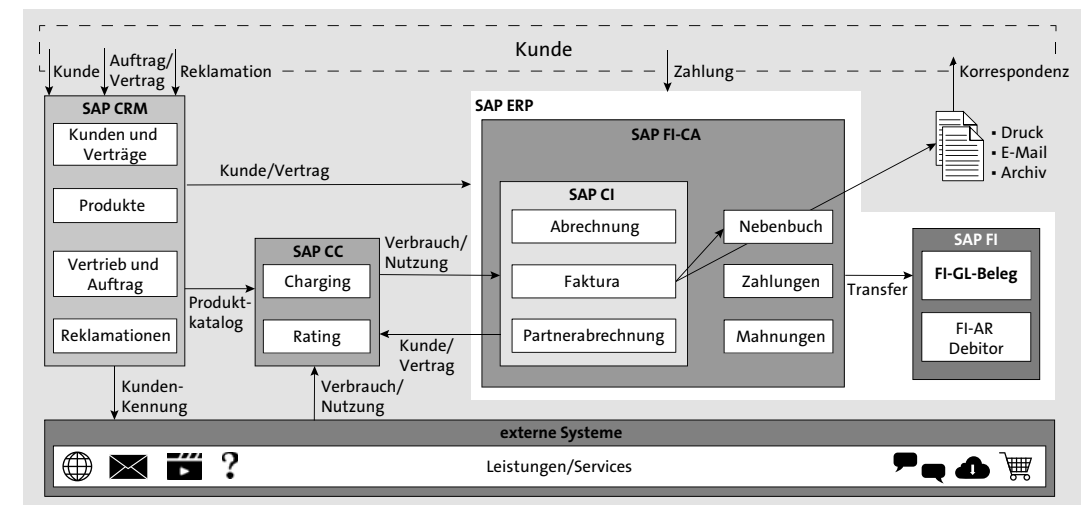 Kunde
Kunde
Auftrag/
Vertrag
Reklamation
Zahlung
Korrespondenz
SAP CRM
Kunden und
Verträge
Produkte
Vertrieb und
Auftrag
Reklamationen
Kunde/Vertrag
Produkt-
katalog
SAP CC
Charging
Rating
Verbrauch/
Nutzung
Kunde/
Vertrag
SAP ERP
SAP FI-CA
SAP CI
Abrechnung
Faktura
Partnerabrechnung
Nebenbuch
Zahlungen
Mahnungen
▪ Druck
▪ E-Mail
▪ Archiv
Transfer
SAP FI
FI-GL-Beleg
FI-AR
Debitor
Kunden-
Kennung
Verbrauch/
Nutzung
externe Systeme
?
Leistungen/Services